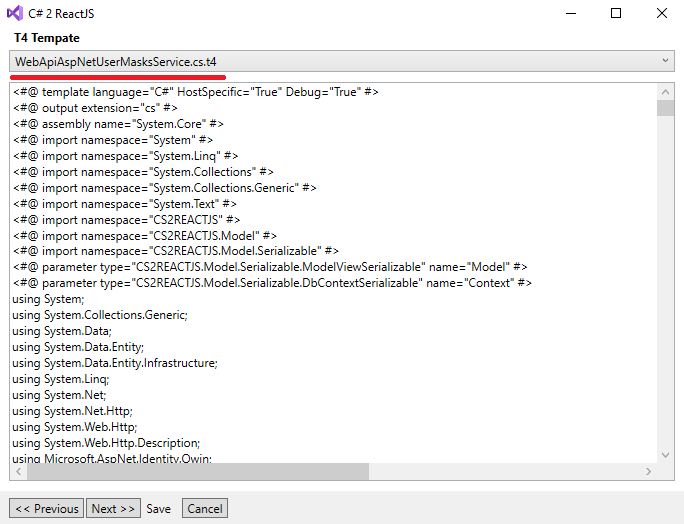 C# 2 ReactJS
T4 Tempate
WebApiAspNetUserMasksService.cs.t4
<#@ template language="C#" HostSpecific="True" Debug="True" #>
<#@ output extension="cs" #>
<#@ assembly name="System.Core" #>
<#@ import namespace="System" #>
<#@ import namespace="System.Linq" #>
<#@ import namespace="System.Collections" #>
<#@ import namespace="System.Collections.Generic" #>
<#@ import namespace="System.Text" #>
<#@ import namespace="CS2REACTJS" #>
<#@ import namespace="CS2REACTJS.Model" #>
<#@ import namespace="CS2REACTJS.Model.Serializable" #>
<#@ parameter type="CS2REACTJS.Model.Serializable.ModelViewSerializable" name="Model" #>
<#@ parameter type="CS2REACTJS.Model.Serializable.DbContextSerializable" name="Context" #>
using System;
using System.Collections.Generic;
using System.Data;
using System.Data.Entity;
using System.Data.Entity.Infrastructure;
using System.Linq;
using System.Net;
using System.Net.Http;
using System.Web.Http;
using System.Web.Http.Description;
using Microsoft.AspNet.Identity.Owin;
<< Previous Next >> Save Cancel